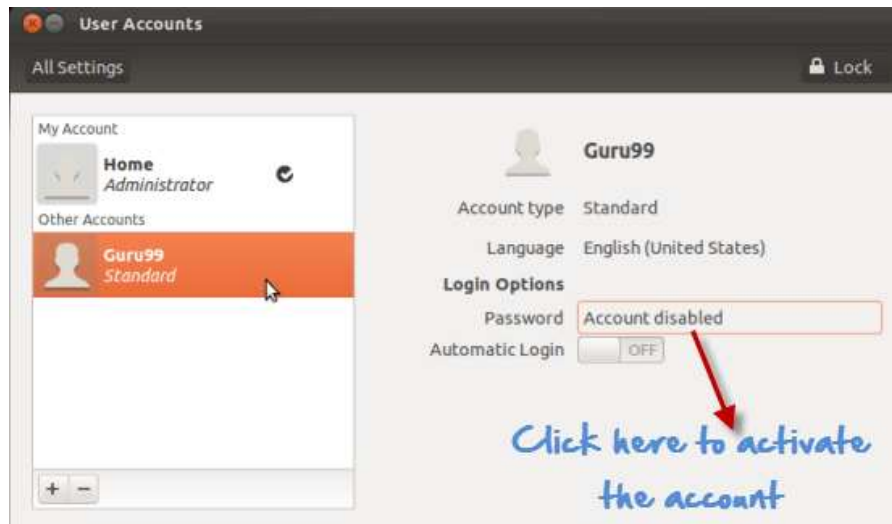 User Accounts
All Settings
Lock
My Account
Home
Administrator
Other Accounts
Guru99
Standard
+ −
Guru99
Account type Standard
Language English (United States)
Login Options
Password Account disabled
Automatic Login OFF
Click here to activate
the account